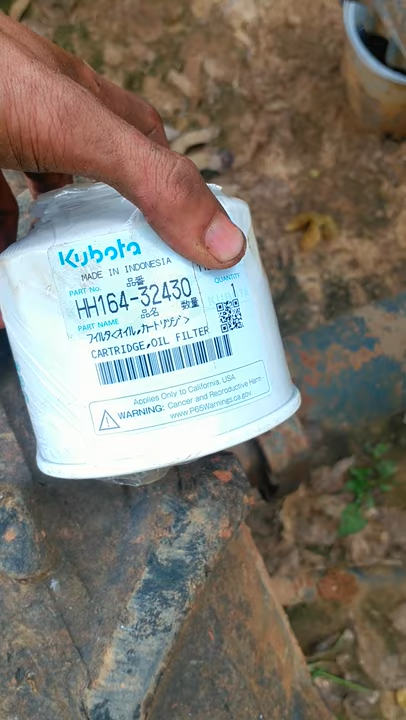 Kubota
MADE IN INDONESIA
PART No. 品番
HH164-32430
QUANTITY
数量
1
PART NAME 品名
フィルタ<オイル,カートリッジ>
CARTRIDGE,OIL FILTER
Applies Only to California, USA
WARNING: Cancer and Reproductive Harm-
www.P65Warnings.ca.gov.